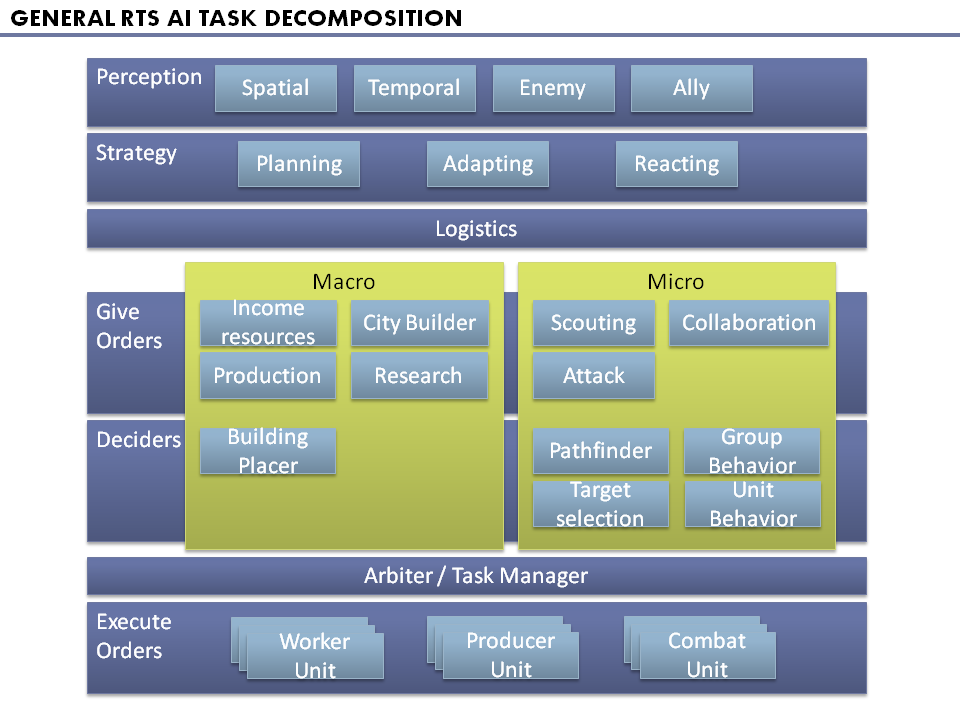 GENERAL RTS AI TASK DECOMPOSITION
Perception
Spatial
Temporal
Enemy
Ally
Strategy
Planning
Adapting
Reacting
Logistics
Macro
Micro
Give
Orders
Income
resources
City Builder
Scouting
Collaboration
Production
Research
Attack
Deciders
Building
Placer
Pathfinder
Group
Behavior
Target
selection
Unit
Behavior
Arbiter / Task Manager
Execute
Orders
Worker
Unit
Producer
Unit
Combat
Unit